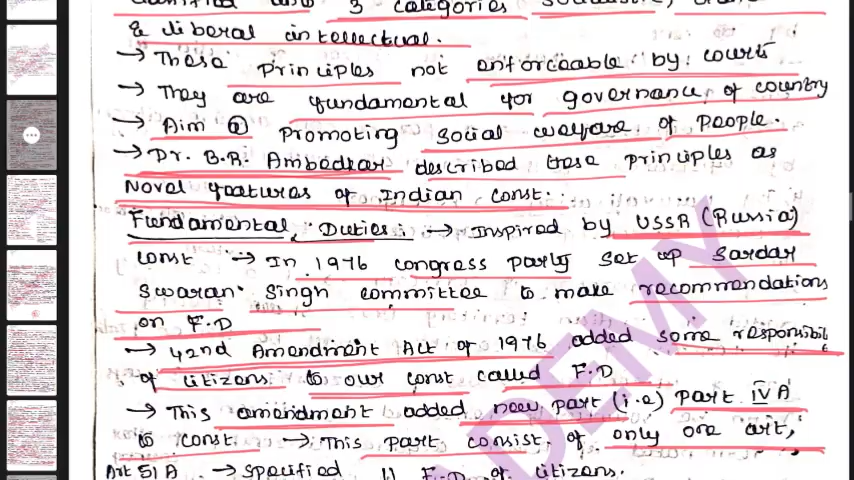 classified into 3 categories socialistic,
& liberal intellectual.
→ These principles not enforceable by courts
→ They are fundamental for governance of country
→ Aim @ promoting social welfare of people.
→ Dr. B.R. Ambedkar described these principles as
Novel features of Indian const.
Fundamental Duties: → Inspired by USSR (Russia)
const → In 1976 congress party set up Sardar
Swaran Singh committee to make recommendations
on F.D
→ 42nd Amendment Act of 1976 added some responsibil
of citizens to our const called F.D
→ This amendment added new part (i.e) part IV A
to const. → This part consist of only one art,
Art 51A → specified 11 F.D of citizens.
ADEMY